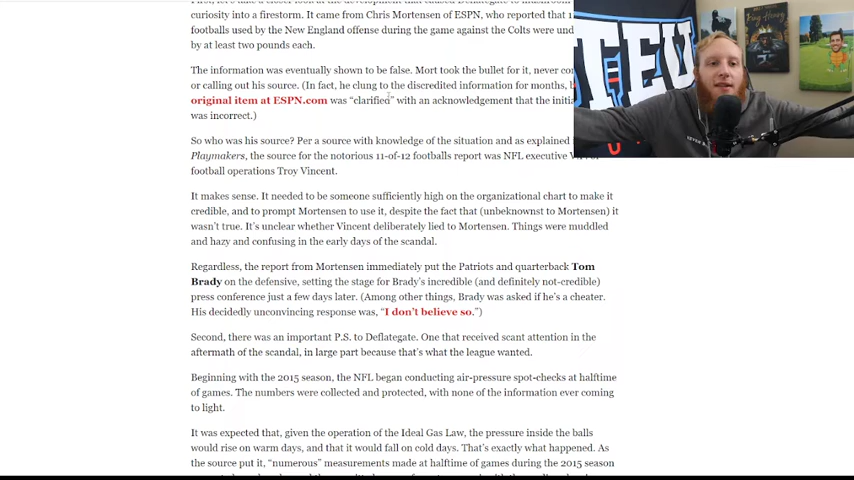 First, let's take a closer look at the development that caused Deflategate to mushroom
curiosity into a firestorm. It came from Chris Mortensen of ESPN, who reported that 1
footballs used by the New England offense during the game against the Colts were und
by at least two pounds each.
The information was eventually shown to be false. Mort took the bullet for it, never
or calling out his source. (In fact, he clung to the discredited information for months,
original item at ESPN.com was “clarified” with an acknowledgement that the
was incorrect.)
So who was his source? Per a source with knowledge of the situation and as explained
Playmakers, the source for the notorious 11-of-12 footballs report was NFL executive
football operations Troy Vincent.
It makes sense. It needed to be someone sufficiently high on the organizational chart to make it
credible, and to prompt Mortensen to use it, despite the fact that (unbeknownst to Mortensen) it
wasn't true. It's unclear whether Vincent deliberately lied to Mortensen. Things were muddled
and hazy and confusing in the early days of the scandal.
Regardless, the report from Mortensen immediately put the Patriots and quarterback Tom
Brady on the defensive, setting the stage for Brady's incredible (and definitely not-credible)
press conference just a few days later. (Among other things, Brady was asked if he's a cheater.
His decidedly unconvincing response was, “I don't believe so.”)
Second, there was an important P.S. to Deflategate. One that received scant attention in the
aftermath of the scandal, in large part because that's what the league wanted.
Beginning with the 2015 season, the NFL began conducting air-pressure spot-checks at halftime
of games. The numbers were collected and protected, with none of the information ever coming
to light.
It was expected that, given the operation of the Ideal Gas Law, the pressure inside the balls
would rise on warm days, and that it would fall on cold days. That's exactly what happened. As
the source put it, “numerous” measurements made at halftime of games during the 2015 season
TEU